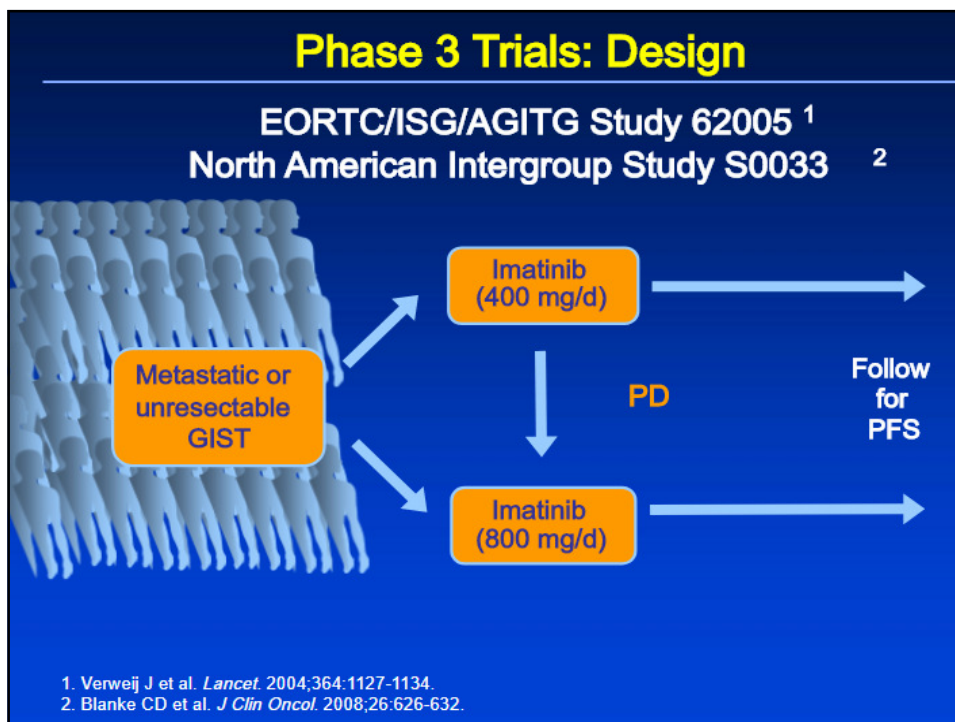 Phase 3 Trials: Design
EORTC/ISG/AGITG Study 62005 1
North American Intergroup Study S0033 2
Imatinib
(400 mg/d)
Metastatic or
unresectable
GIST
PD
Follow
for
PFS
Imatinib
(800 mg/d)
1. Verweij J et al. Lancet. 2004;364:1127-1134.
2. Blanke CD et al. J Clin Oncol. 2008;26:626-632.